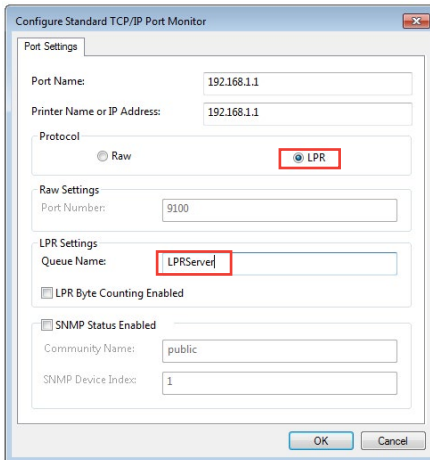 Configure Standard TCP/IP Port Monitor
Port Settings
Port Name: 192.168.1.1
Printer Name or IP Address: 192.168.1.1
Protocol
Raw LPR
Raw Settings
Port Number: 9100
LPR Settings
Queue Name: LPRServer
LPR Byte Counting Enabled
SNMP Status Enabled
Community Name: public
SNMP Device Index: 1
OK Cancel